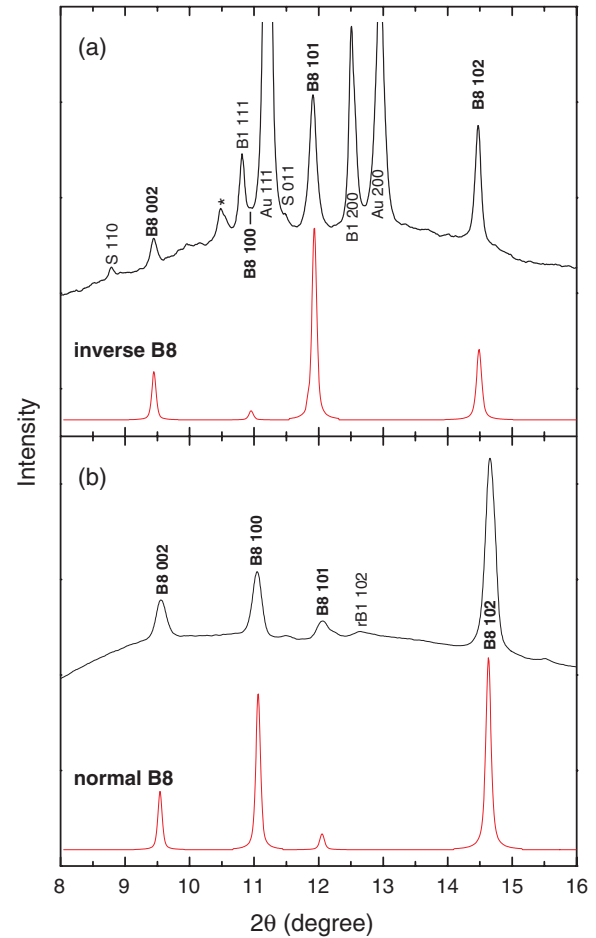 (a)
S 110
B8 002
*
B1 111
B8 100
Au 111
S 011
B8 101
B1 200
Au 200
B8 102
inverse B8
Intensity
(b)
B8 002
B8 100
B8 101
rB1 102
B8 102
normal B8
8 9 10 11 12 13 14 15 16
2θ (degree)